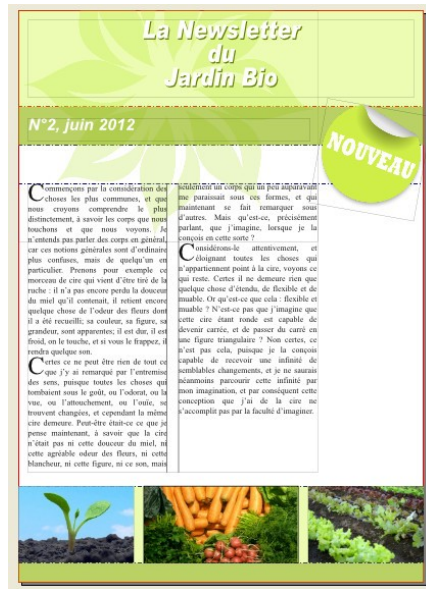 La Newsletter
du
Jardin Bio
N°2, juin 2012
NOUVEAU
Commençons par la considération des
choses les plus communes, et que
nous croyons comprendre le plus
distinctement, à savoir les corps que nous
touchons et que nous voyons. Je
n'entends pas parler des corps en général,
car ces notions générales sont d'ordinaire
plus confuses, mais de quelqu'un en
particulier. Prenons pour exemple ce
morceau de cire qui vient d'être tiré de la
ruche : il n'a pas encore perdu la douceur
du miel qu'il contenait, il retient encore
quelque chose de l'odeur des fleurs dont
il a été recueilli; sa couleur, sa figure, sa
grandeur, sont apparentes; il est dur, il est
froid, on le touche, et si vous le frappez, il
rendra quelque son.
Certes ce ne peut être rien de tout ce
que j'y ai remarqué par l'entremise
des sens, puisque toutes les choses qui
tombaient sous le goût, ou l'odorat, ou la
vue, ou l'attouchement, ou l'ouïe, se
trouvent changées, et cependant la même
cire demeure. Peut-être était-ce ce que je
pense maintenant, à savoir que la cire
n'était pas ni cette douceur du miel, ni
cette agréable odeur des fleurs, ni cette
blancheur, ni cette figure, ni ce son, mais
seulement un corps qui un peu auparavant
me paraissait sous ces formes, et qui
maintenant se fait remarquer sous
d'autres. Mais qu'est-ce, précisément
parlant, que j'imagine, lorsque je la
conçois en cette sorte ?
Considérons-le attentivement, et
éloignant toutes les choses qui
n'appartiennent point à la cire, voyons ce
qui reste. Certes il ne demeure rien que
quelque chose d'étendu, de flexible et de
muable. Or qu'est-ce que cela : flexible et
muable ? N'est-ce pas que j'imagine que
cette cire étant ronde est capable de
devenir carrée, et de passer du carré en
une figure triangulaire ? Non certes, ce
n'est pas cela, puisque je la conçois
capable de recevoir une infinité de
semblables changements, et je ne saurais
néanmoins parcourir cette infinité par
mon imagination, et par conséquent cette
conception que j'ai de la cire ne
s'accomplit pas par la faculté d'imaginer.